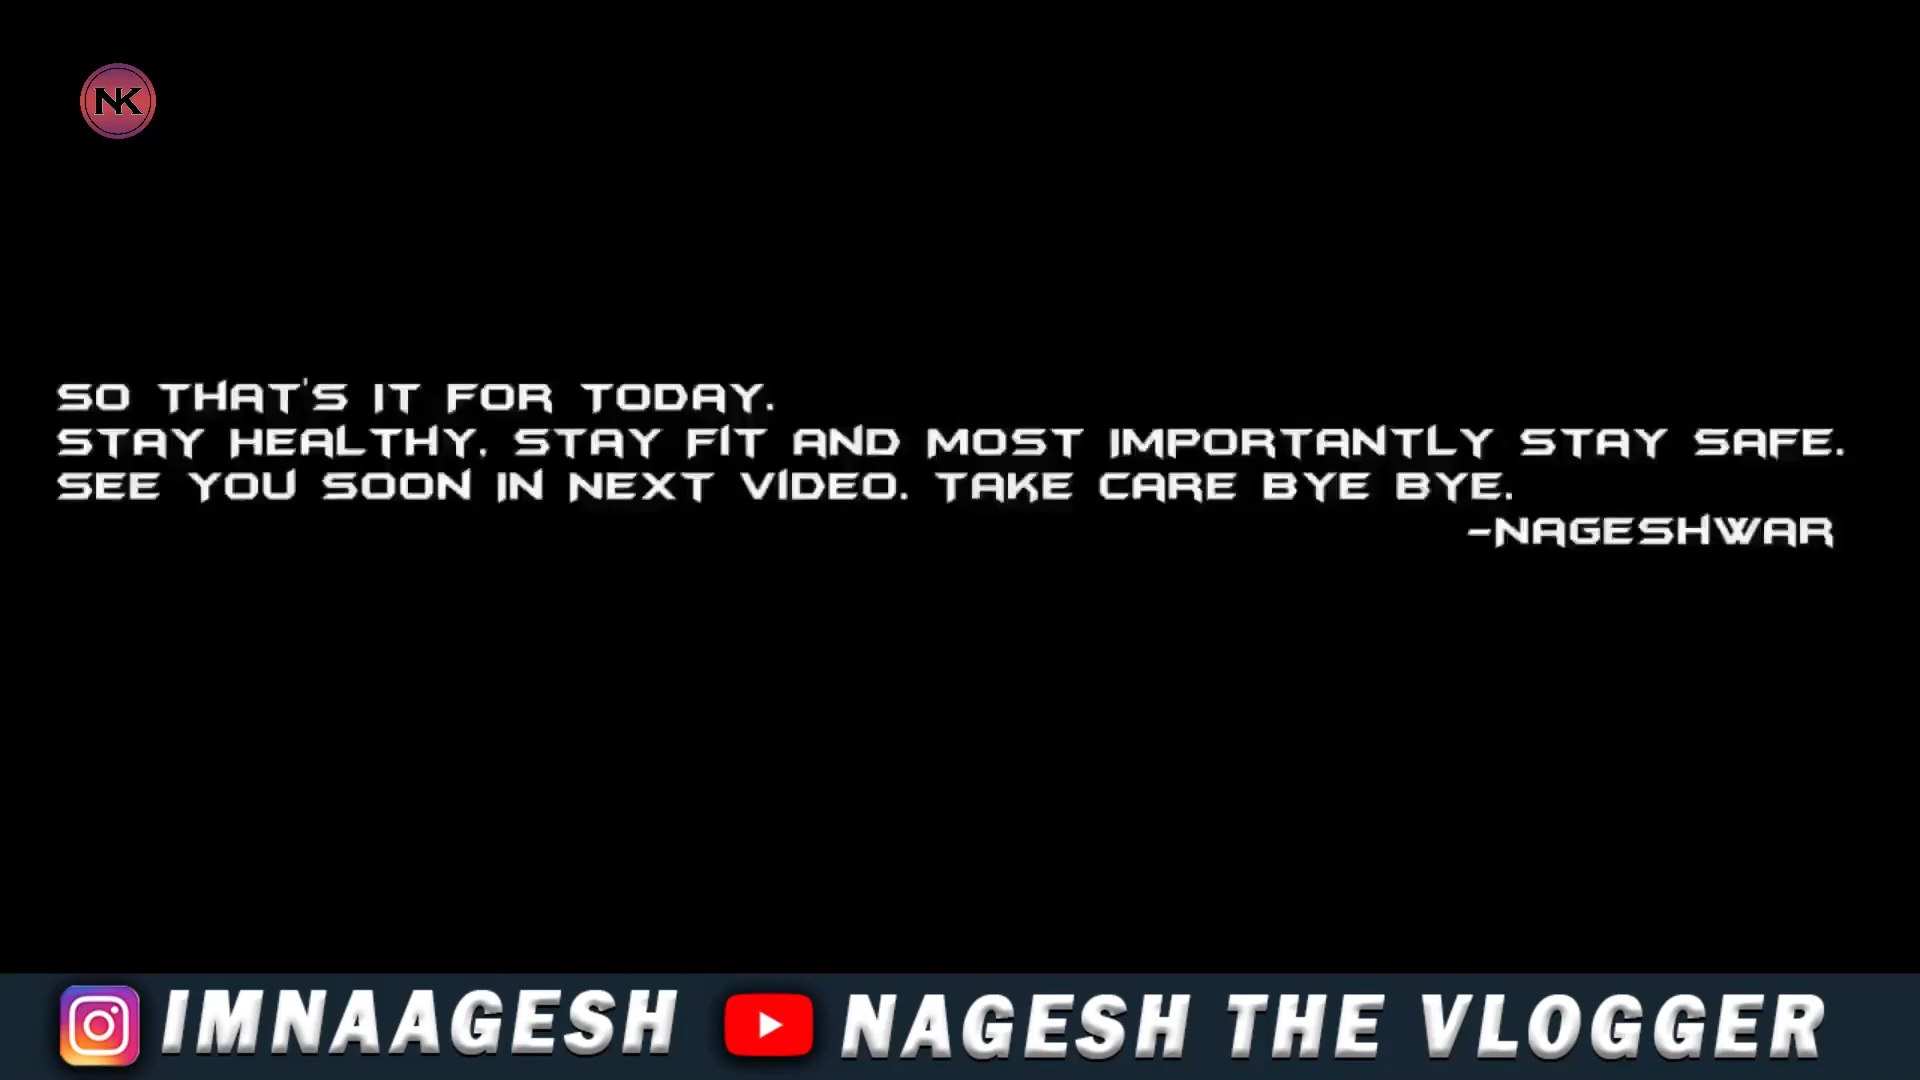 NK
SO THAT'S IT FOR TODAY.
STAY HEALTHY, STAY FIT AND MOST IMPORTANTLY STAY SAFE.
SEE YOU SOON IN NEXT VIDEO. TAKE CARE BYE BYE.
-NAGESHWAR
IMNAAGESH NAGESH THE VLOGGER